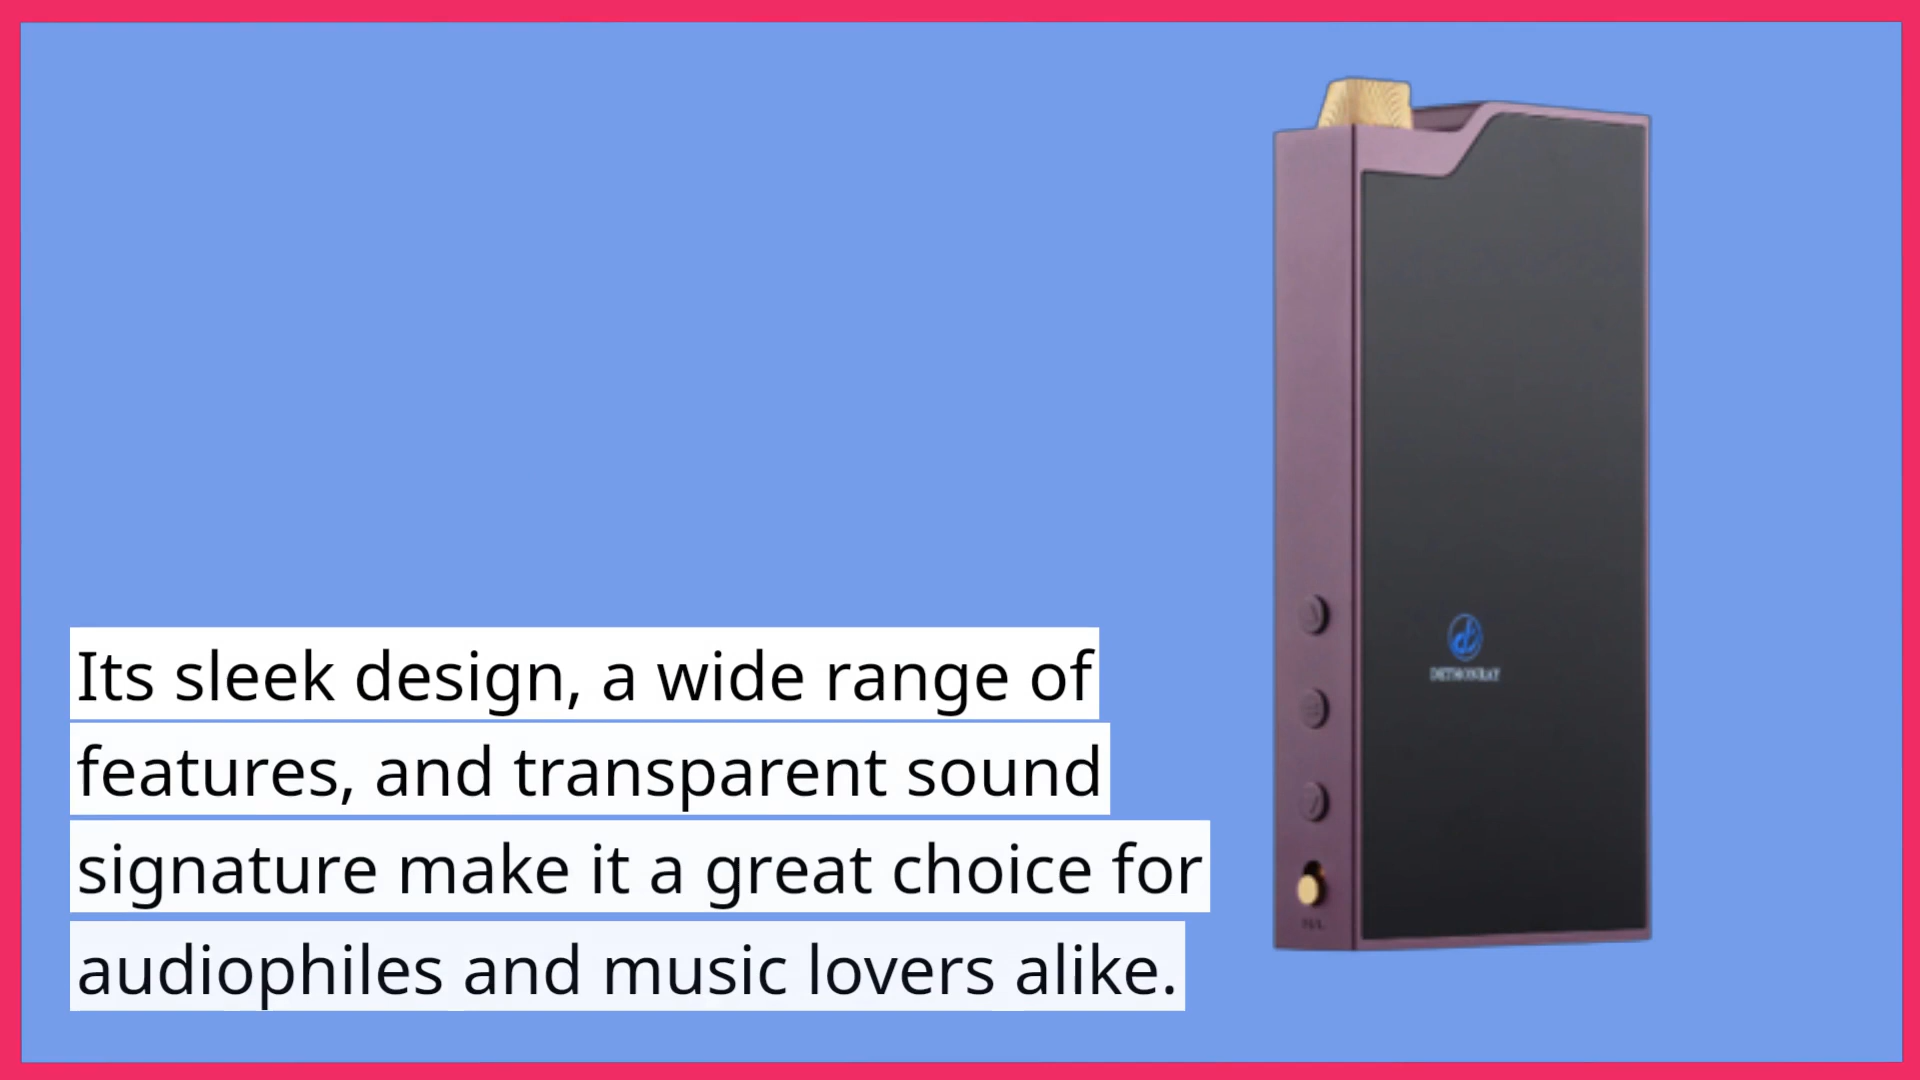 Its sleek design, a wide range of
features, and transparent sound
signature make it a great choice for
audiophiles and music lovers alike.
DETHONRAY